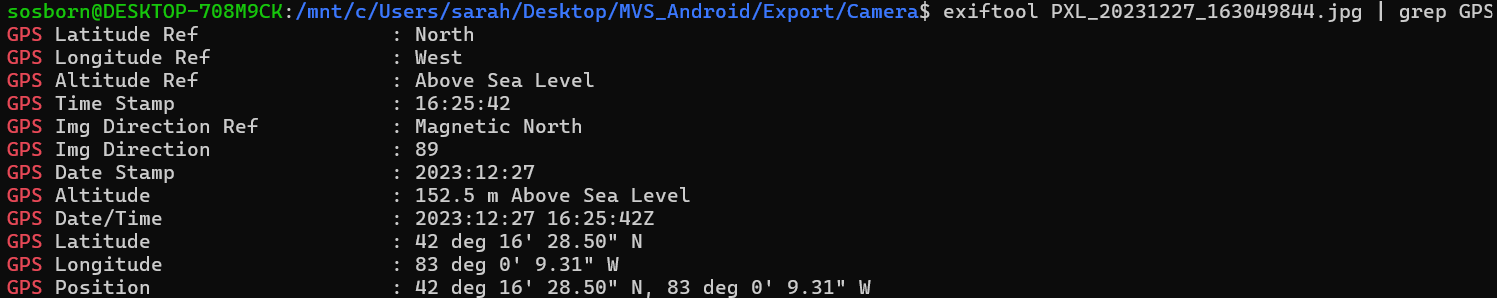 sosborn@DESKTOP-708M9CK:/mnt/c/Users/sarah/Desktop/MVS_Android/Export/Camera$ exiftool PXL_20231227_163049844.jpg | grep GPS
GPS Latitude Ref                : North
GPS Longitude Ref               : West
GPS Altitude Ref                : Above Sea Level
GPS Time Stamp                  : 16:25:42
GPS Img Direction Ref           : Magnetic North
GPS Img Direction               : 89
GPS Date Stamp                  : 2023:12:27
GPS Altitude                    : 152.5 m Above Sea Level
GPS Date/Time                   : 2023:12:27 16:25:42Z
GPS Latitude                    : 42 deg 16' 28.50" N
GPS Longitude                   : 83 deg 0' 9.31" W
GPS Position                    : 42 deg 16' 28.50" N, 83 deg 0' 9.31" W